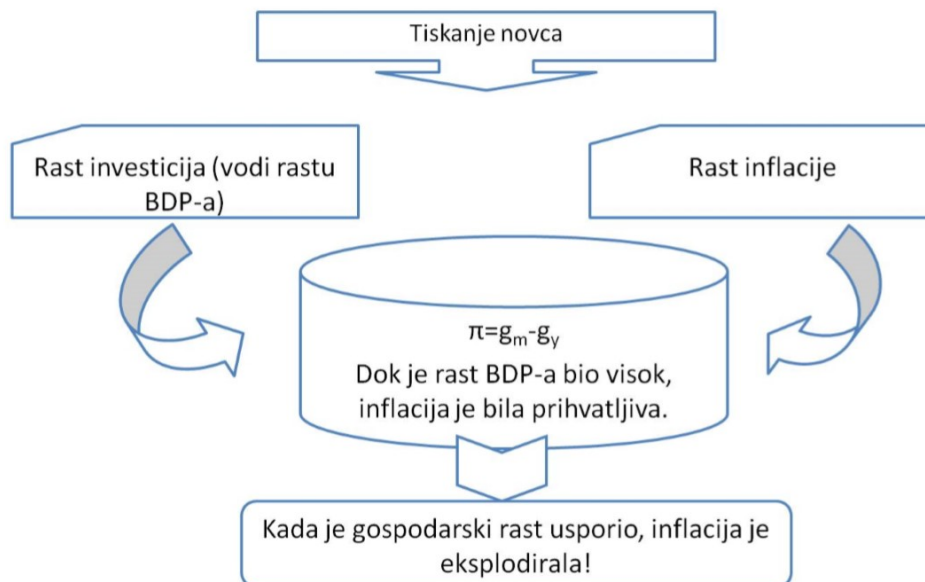 Tiskanje novca
Rast investicija (vodi rastu
BDP-a)
Rast inflacije
π=gₘ-gᵧ
Dok je rast BDP-a bio visok,
inflacija je bila prihvatljiva.
Kada je gospodarski rast usporio, inflacija je
eksplodirala!